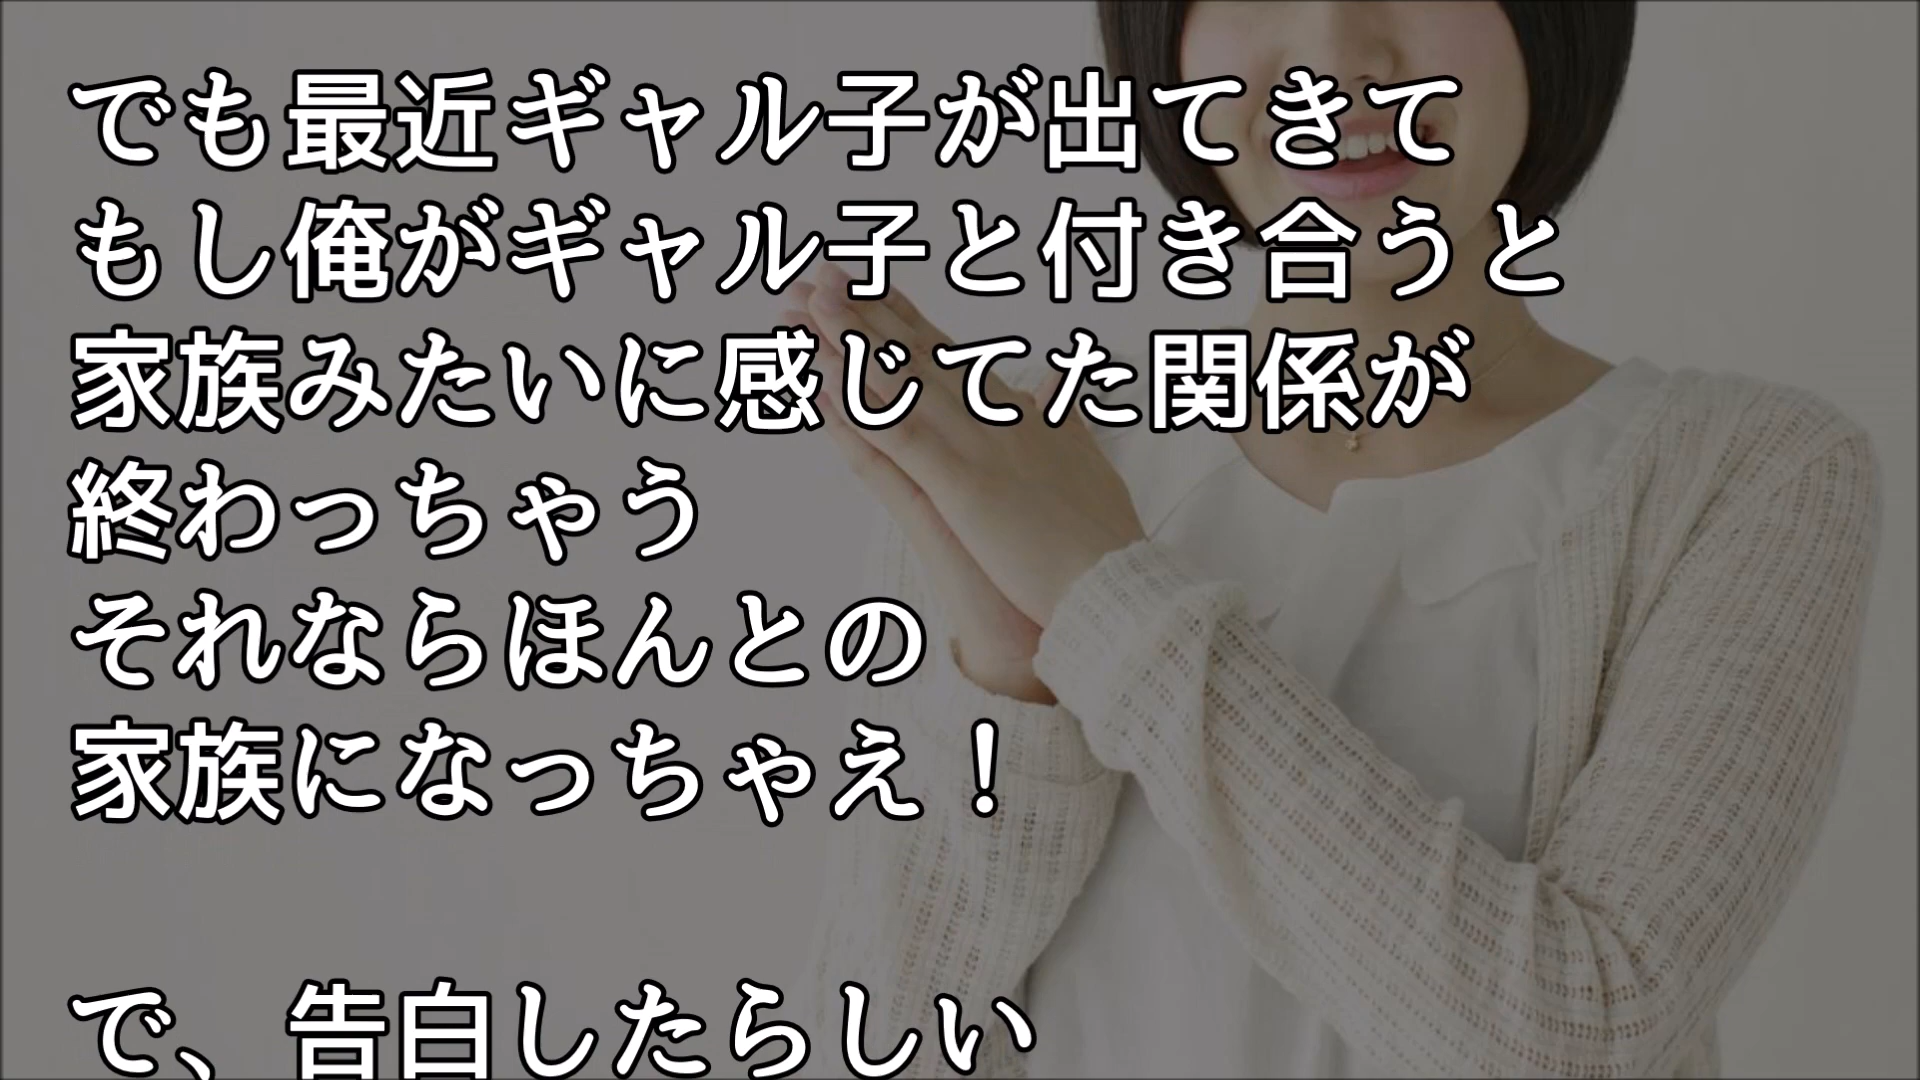 でも最近ギャル子が出てきて
もし俺がギャル子と付き合うと
家族みたいに感じてた関係が
終わっちゃう
それならほんとの
家族になっちゃえ！
で、告白したらしい